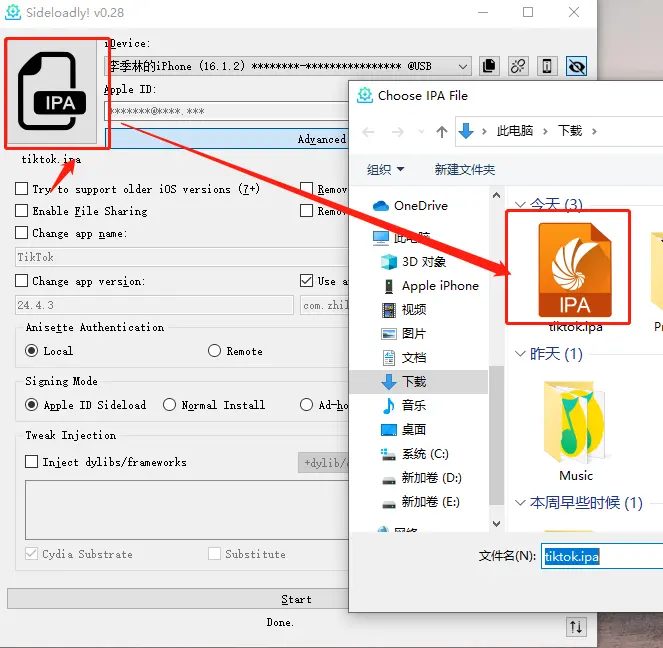 Sideloadly! v0.28
iDevice:
李季林的iPhone (16.1.2) ********-**************** @USB
Apple ID:
*******@****.***
IPA
Advanced
tiktok.ipa
Try to support older iOS versions (7+)
Remov
Enable File Sharing
Remov
Change app name:
TikTok
Change app version:
Use a
24.4.3
com.zhil
Anisette Authentication
Local
Remote
Signing Mode
Apple ID Sideload
Normal Install
Ad-ho
Tweak Injection
Inject dylibs/frameworks
+dylib/
Cydia Substrate
Substitute
Start
Done.
Choose IPA File
此电脑
下载
组织
新建文件夹
OneDrive
此电脑
3D 对象
Apple iPhone
视频
图片
文档
下载
音乐
桌面
系统 (C:)
新加卷 (D:)
新加卷 (E:)
网络
今天 (3)
IPA
tiktok.ipa
昨天 (1)
Music
本周早些时候 (1)
文件名(N):
tiktok.ipa